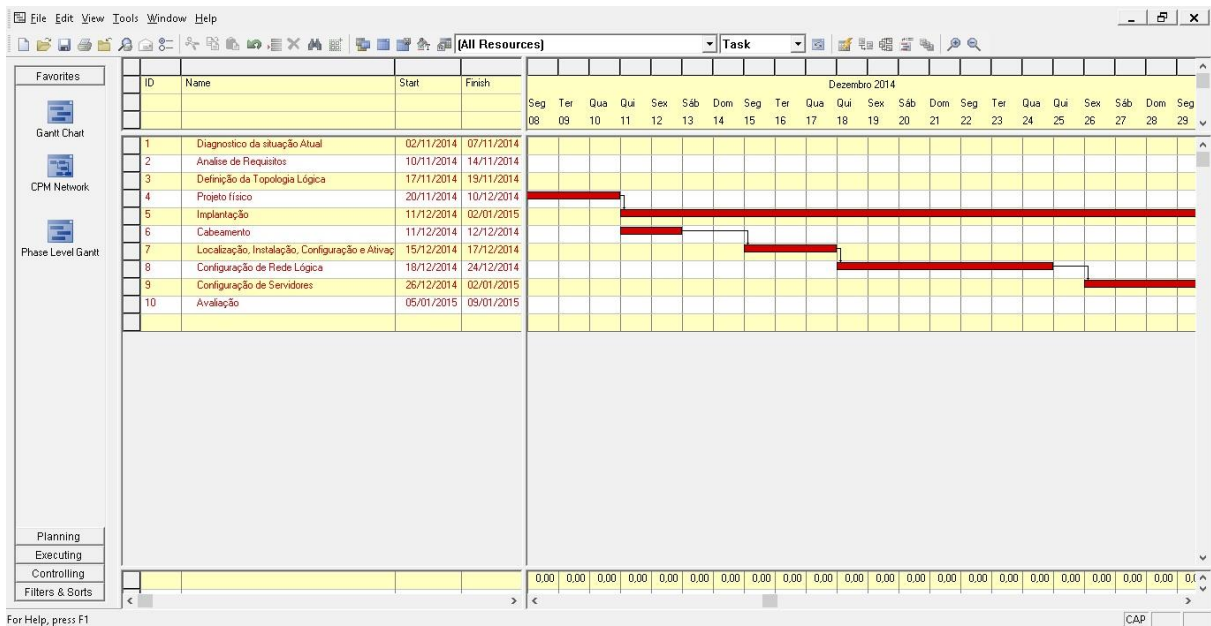 File Edit View Tools Window Help
(All Resources) Task
Favorites
Gantt Chart
CPM Network
Phase Level Gantt
Planning
Executing
Controlling
Filters & Sorts
ID Name Start Finish
1 Diagnostico da situação Atual 02/11/2014 07/11/2014
2 Analise de Requisitos 10/11/2014 14/11/2014
3 Definição da Topologia Lógica 17/11/2014 19/11/2014
4 Projeto físico 20/11/2014 10/12/2014
5 Implantação 11/12/2014 02/01/2015
6 Cabeamento 11/12/2014 12/12/2014
7 Localização, Instalação, Configuração e Ativaç 15/12/2014 17/12/2014
8 Configuração de Rede Lógica 18/12/2014 24/12/2014
9 Configuração de Servidores 26/12/2014 02/01/2015
10 Avaliação 05/01/2015 09/01/2015
Dezembro 2014
Seg Ter Qua Qui Sex Sáb Dom Seg Ter Qua Qui Sex Sáb Dom Seg Ter Qua Qui Sex Sáb Dom Seg
08 09 10 11 12 13 14 15 16 17 18 19 20 21 22 23 24 25 26 27 28 29
0,00 0,00 0,00 0,00 0,00 0,00 0,00 0,00 0,00 0,00 0,00 0,00 0,00 0,00 0,00 0,00 0,00 0,00 0,00 0,00 0,00 0,0
For Help, press F1
CAP